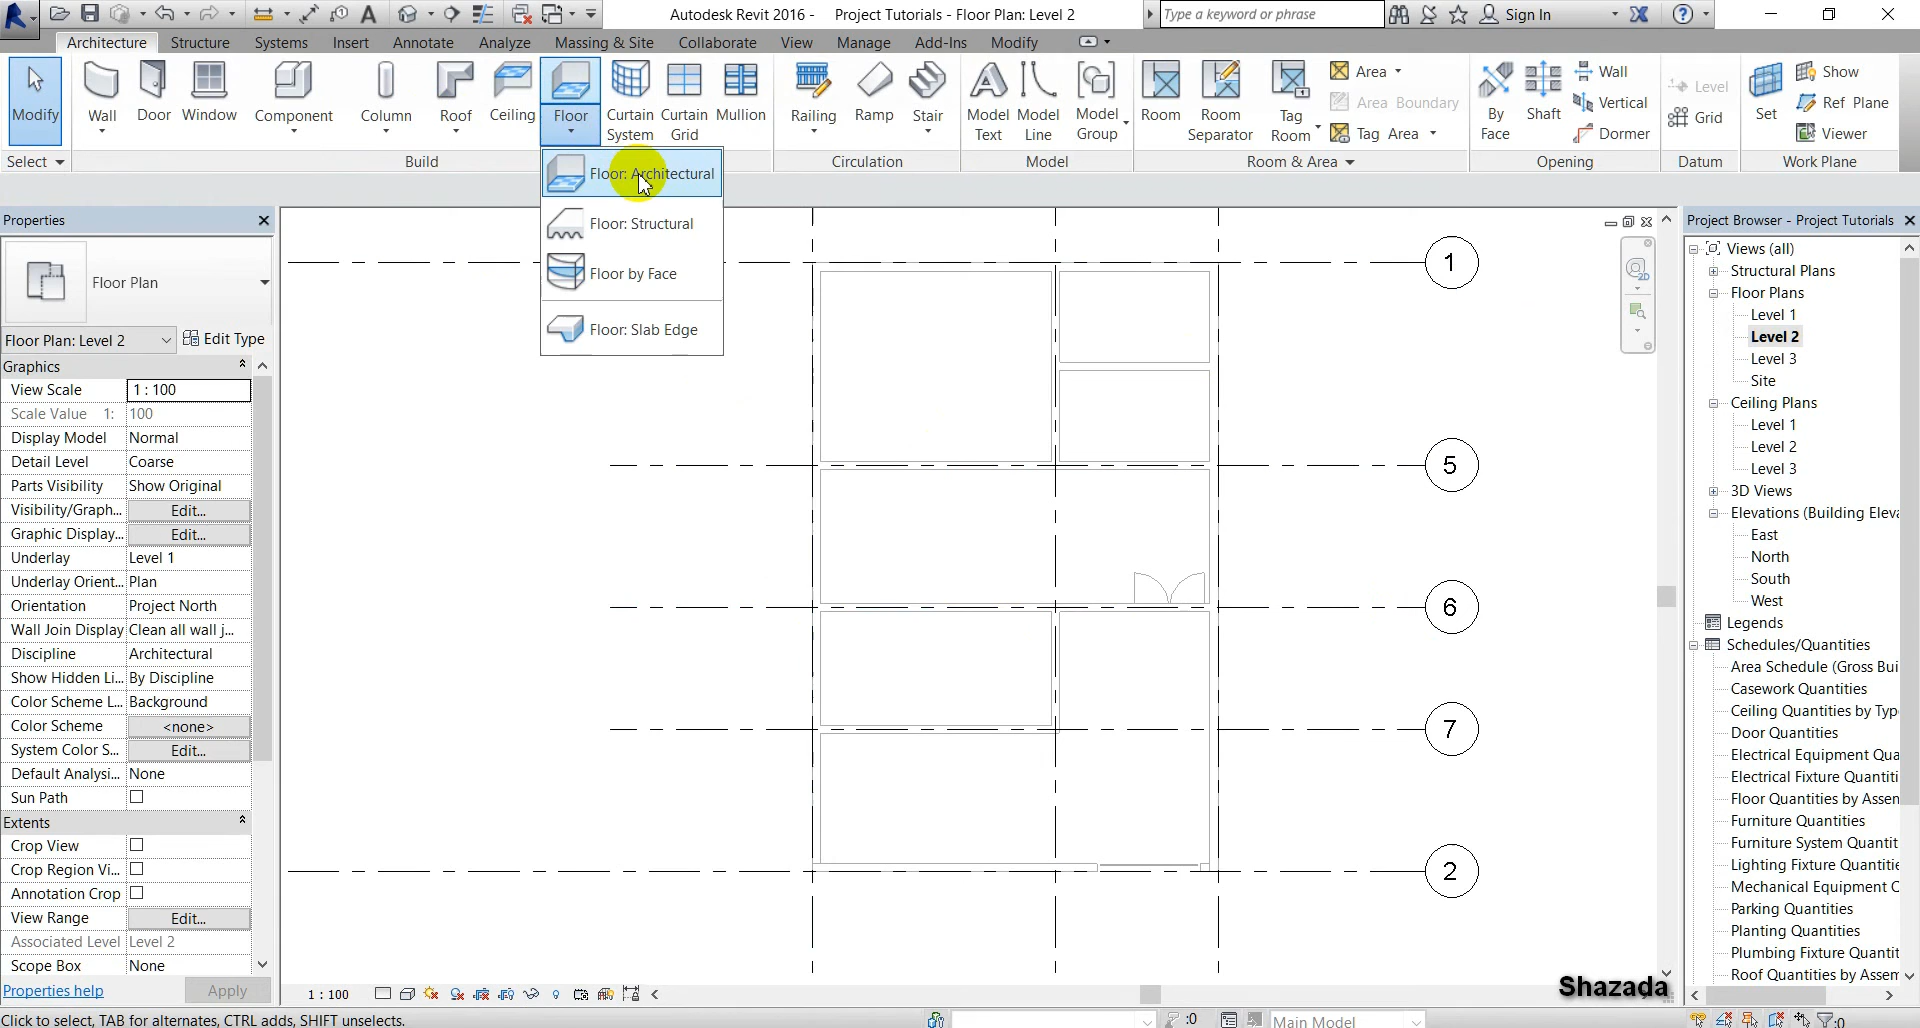 Autodesk Revit 2016 - Project Tutorials - Floor Plan: Level 2
Type a keyword or phrase
Sign In
Architecture Structure Systems Insert Annotate Analyze Massing & Site Collaborate View Manage Add-Ins Modify
Modify
Wall
Door
Window
Component
Column
Roof
Ceiling
Floor
Curtain System
Curtain Grid
Mullion
Railing
Ramp
Stair
Model Text
Model Line
Model Group
Room
Room Separator
Tag Room
Area
Area Boundary
Tag Area
By Face
Shaft
Wall
Vertical
Dormer
Level
Grid
Set
Show
Ref Plane
Viewer
Select
Build
Circulation
Model
Room & Area
Opening
Datum
Work Plane
Floor: Architectural
Floor: Structural
Floor by Face
Floor: Slab Edge
Properties
Floor Plan
Floor Plan: Level 2 Edit Type
Graphics
View Scale 1 : 100
Scale Value 1: 100
Display Model Normal
Detail Level Coarse
Parts Visibility Show Original
Visibility/Graph... Edit...
Graphic Display... Edit...
Underlay Level 1
Underlay Orient... Plan
Orientation Project North
Wall Join Display Clean all wall j...
Discipline Architectural
Show Hidden Li... By Discipline
Color Scheme L... Background
Color Scheme <none>
System Color S... Edit...
Default Analysi... None
Sun Path
Extents
Crop View
Crop Region Vi...
Annotation Crop
View Range Edit...
Associated Level Level 2
Scope Box None
Properties help Apply
1
5
6
7
2
2D
1 : 100
Shazada
Project Browser - Project Tutorials
Views (all)
Structural Plans
Floor Plans
Level 1
Level 2
Level 3
Site
Ceiling Plans
Level 1
Level 2
Level 3
3D Views
Elevations (Building Eleva
East
North
South
West
Legends
Schedules/Quantities
Area Schedule (Gross Bui
Casework Quantities
Ceiling Quantities by Typ
Door Quantities
Electrical Equipment Qua
Electrical Fixture Quantiti
Floor Quantities by Assen
Furniture Quantities
Furniture System Quantit
Lighting Fixture Quantitie
Mechanical Equipment C
Parking Quantities
Planting Quantities
Plumbing Fixture Quantit
Roof Quantities by Assem
Click to select, TAB for alternates, CTRL adds, SHIFT unselects.
:0
Main Model
:0